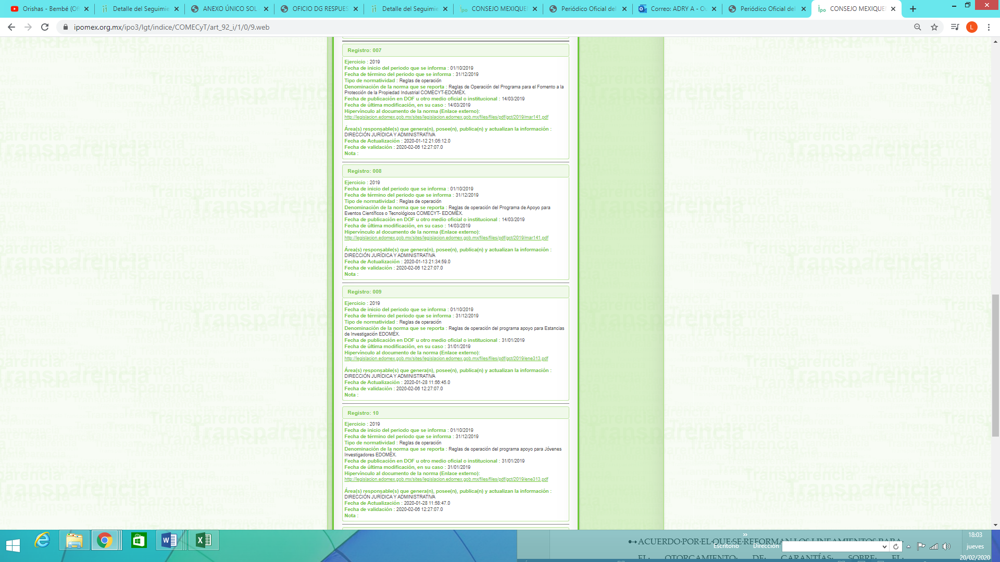 Orishas - Bembé (Of
Detalle del Seguimie
ANEXO ÚNICO SOL
OFICIO DG RESPUES
Detalle del Seguimie
CONSEJO MEXIQUE
Periódico Oficial del
Correo: ADRY A - Ou
Periódico Oficial del
CONSEJO MEXIQUE
ipomex.org.mx/ipo3/lgt/indice/COMECyT/art_92_i/1/0/9.web
L
Registro: 007
Ejercicio : 2019
Fecha de inicio del periodo que se informa : 01/10/2019
Fecha de término del periodo que se informa : 31/12/2019
Tipo de normatividad : Reglas de operación
Denominación de la norma que se reporta : Reglas de Operación del Programa para el Fomento a la
Protección de la Propiedad Industrial COMECYT-EDOMÉX.
Fecha de publicación en DOF u otro medio oficial o institucional : 14/03/2019
Fecha de última modificación, en su caso : 14/03/2019
Hipervínculo al documento de la norma (Enlace externo):
http://legislacion.edomex.gob.mx/sites/legislacion.edomex.gob.mx/files/files/pdf/gct/2019/mar141.pdf
Área(s) responsable(s) que genera(n), posee(n), publica(n) y actualizan la información :
DIRECCIÓN JURÍDICA Y ADMINISTRATIVA
Fecha de Actualización : 2020-01-12 21:05:12.0
Fecha de validación : 2020-02-06 12:27:07.0
Nota :
Registro: 008
Ejercicio : 2019
Fecha de inicio del periodo que se informa : 01/10/2019
Fecha de término del periodo que se informa : 31/12/2019
Tipo de normatividad : Reglas de operación
Denominación de la norma que se reporta : Reglas de operación del Programa de Apoyo para
Eventos Científicos o Tecnológicos COMECYT- EDOMÉX.
Fecha de publicación en DOF u otro medio oficial o institucional : 14/03/2019
Fecha de última modificación, en su caso : 14/03/2019
Hipervínculo al documento de la norma (Enlace externo):
http://legislacion.edomex.gob.mx/sites/legislacion.edomex.gob.mx/files/files/pdf/gct/2019/mar141.pdf
Área(s) responsable(s) que genera(n), posee(n), publica(n) y actualizan la información :
DIRECCIÓN JURÍDICA Y ADMINISTRATIVA
Fecha de Actualización : 2020-01-13 21:34:59.0
Fecha de validación : 2020-02-06 12:27:07.0
Nota :
Registro: 009
Ejercicio : 2019
Fecha de inicio del periodo que se informa : 01/10/2019
Fecha de término del periodo que se informa : 31/12/2019
Tipo de normatividad : Reglas de operación
Denominación de la norma que se reporta : Reglas de operación del programa apoyo para Estancias
de Investigación EDOMÉX.
Fecha de publicación en DOF u otro medio oficial o institucional : 31/01/2019
Fecha de última modificación, en su caso : 31/01/2019
Hipervínculo al documento de la norma (Enlace externo):
http://legislacion.edomex.gob.mx/sites/legislacion.edomex.gob.mx/files/files/pdf/gct/2019/ene313.pdf
Área(s) responsable(s) que genera(n), posee(n), publica(n) y actualizan la información :
DIRECCIÓN JURÍDICA Y ADMINISTRATIVA
Fecha de Actualización : 2020-01-28 11:56:45.0
Fecha de validación : 2020-02-06 12:27:07.0
Nota :
Registro: 10
Ejercicio : 2019
Fecha de inicio del periodo que se informa : 01/10/2019
Fecha de término del periodo que se informa : 31/12/2019
Tipo de normatividad : Reglas de operación
Denominación de la norma que se reporta : Reglas de operación del programa apoyo para Jóvenes
Investigadores EDOMÉX.
Fecha de publicación en DOF u otro medio oficial o institucional : 31/01/2019
Fecha de última modificación, en su caso : 31/01/2019
Hipervínculo al documento de la norma (Enlace externo):
http://legislacion.edomex.gob.mx/sites/legislacion.edomex.gob.mx/files/files/pdf/gct/2019/ene313.pdf
Área(s) responsable(s) que genera(n), posee(n), publica(n) y actualizan la información :
DIRECCIÓN JURÍDICA Y ADMINISTRATIVA
Fecha de Actualización : 2020-01-28 11:58:47.0
Fecha de validación : 2020-02-06 12:27:07.0
Nota :
ACUERDO·POR·EL·QUE·SE·REFORMAN·LOS·LINEAMIENTOS·PARA·
EL· OTORGAMIENTO· DE· GARANTÍAS· SOBRE· EL·
Escritorio
Dirección
18:03
jueves
20/02/2020